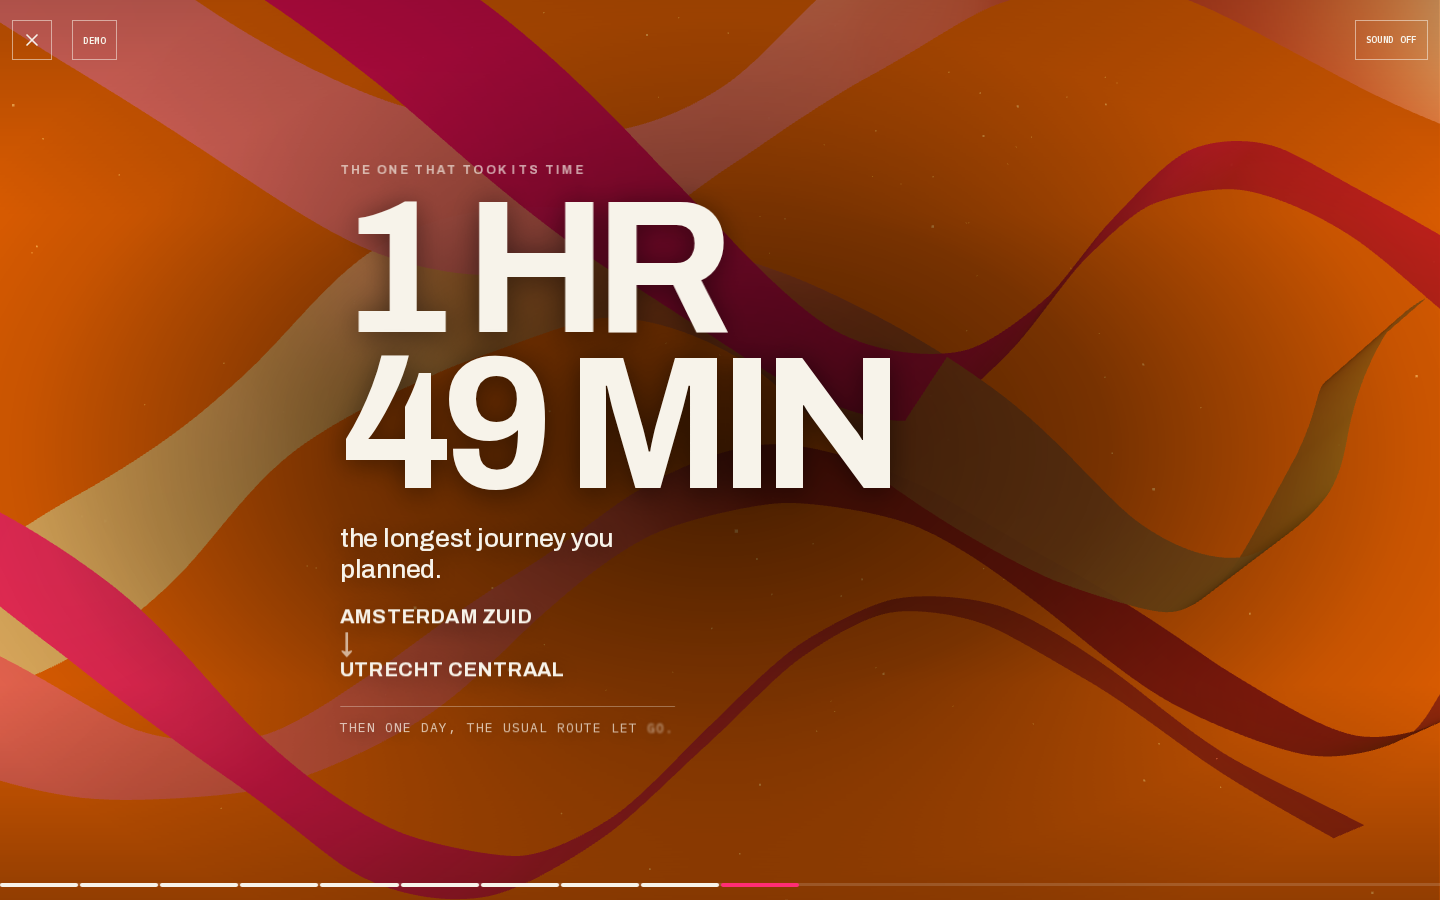 DEMO
SOUND OFF
THE ONE THAT TOOK ITS TIME
1 HR
49 MIN
the longest journey you
planned.
AMSTERDAM ZUID
↓
UTRECHT CENTRAAL
THEN ONE DAY, THE USUAL ROUTE LET GO.